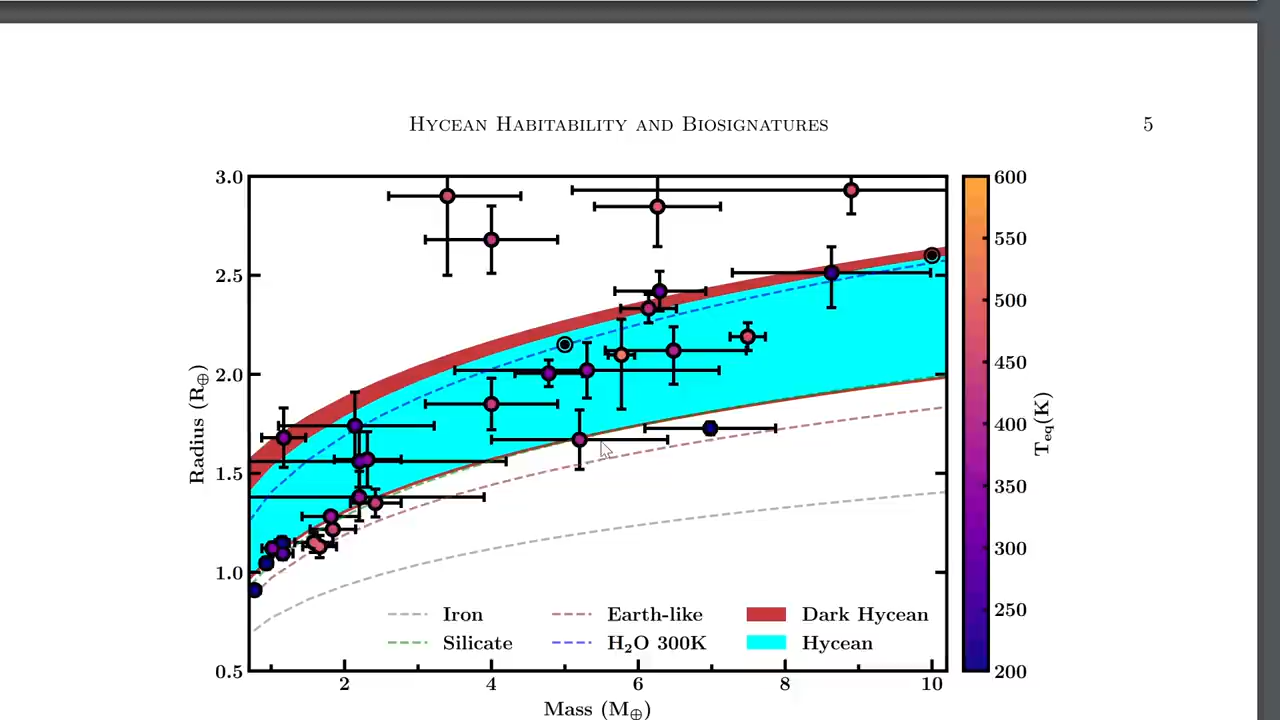 HYCEAN HABITABILITY AND BIOSIGNATURES 5
3.0
2.5
2.0
1.5
1.0
0.5
Radius (R⊕)
2 4 6 8 10
Mass (M⊕)
Iron Earth-like Dark Hycean
Silicate H₂O 300K Hycean
600
550
500
450
400
350
300
250
200
T_eq(K)